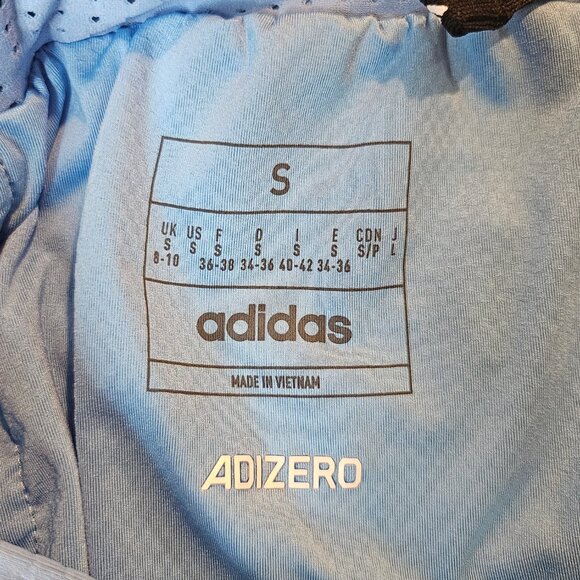 S
UK US F D I E CDN J
S S S S S S S/P L
8-10 36-38 34-36 40-42 34-36
adidas
MADE IN VIETNAM
ADIZERO